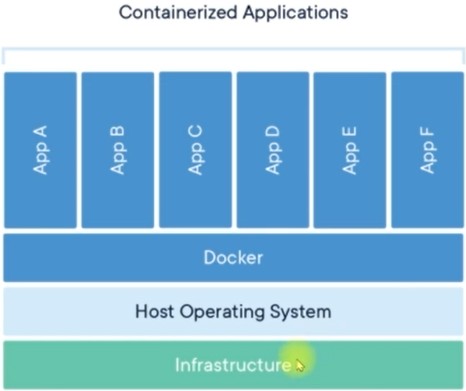 Containerized Applications
App A
App B
App C
App D
App E
App F
Docker
Host Operating System
Infrastructure